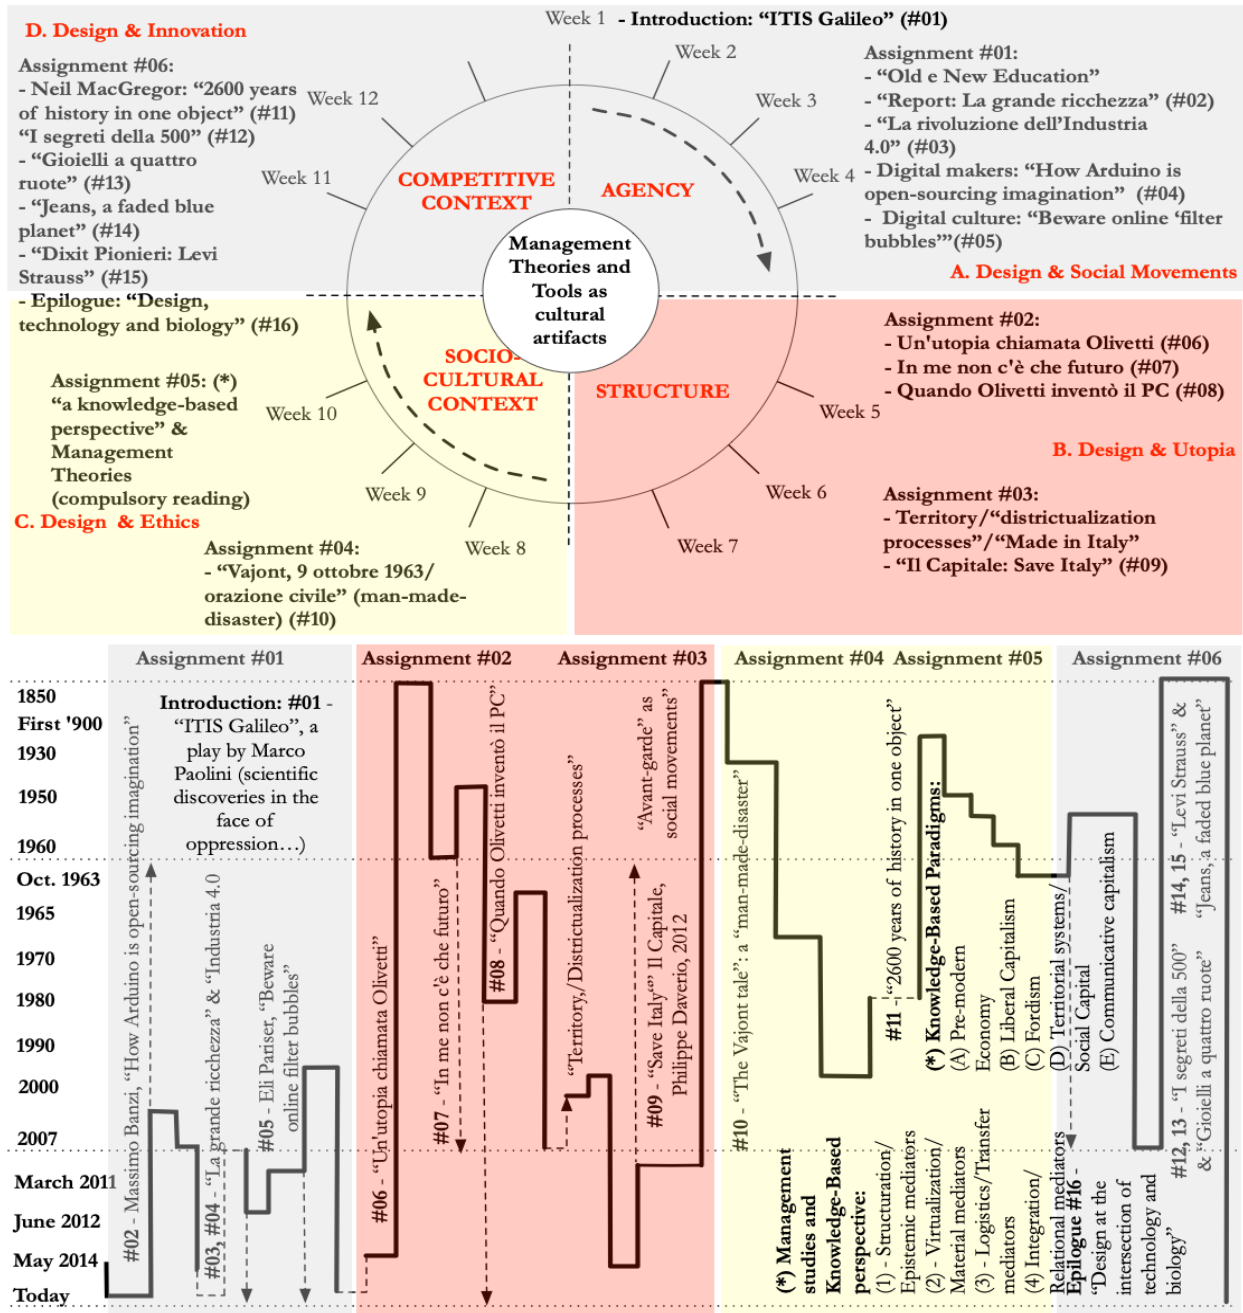 Week 1 - Introduction: “ITIS Galileo” (#01)
D. Design & Innovation
Assignment #06:
- Neil MacGregor: “2600 years
of history in one object” (#11)
“I segreti della 500” (#12)
- “Gioielli a quattro
ruote” (#13)
- “Jeans, a faded blue
planet” (#14)
- “Dixit Pionieri: Levi
Strauss” (#15)
- Epilogue: “Design,
technology and biology” (#16)
Week 12
Week 11
Week 2
Week 3
Week 4
COMPETITIVE
CONTEXT
AGENCY
Management
Theories and
Tools as
cultural
artifacts
Assignment #01:
- “Old e New Education”
- “Report: La grande ricchezza” (#02)
- “La rivoluzione dell’Industria
4.0” (#03)
- Digital makers: “How Arduino is
open-sourcing imagination” (#04)
- Digital culture: “Beware online ‘filter
bubbles’”(#05)
A. Design & Social Movements
SOCIO-
CULTURAL
CONTEXT
STRUCTURE
Assignment #02:
- Un'utopia chiamata Olivetti (#06)
- In me non c'è che futuro (#07)
- Quando Olivetti inventò il PC (#08)
Week 5
B. Design & Utopia
Week 6
Assignment #03:
- Territory/“districtualization
processes”/“Made in Italy”
- “Il Capitale: Save Italy” (#09)
Week 7
Assignment #05: (*)
“a knowledge-based
perspective” &
Management
Theories
(compulsory reading)
Week 10
Week 9
C. Design & Ethics
Week 8
Assignment #04:
- “Vajont, 9 ottobre 1963/
orazione civile” (man-made-
disaster) (#10)
Assignment #01
Assignment #02
Assignment #03
Assignment #04
Assignment #05
Assignment #06
1850
First '900
1930
1950
1960
Oct. 1963
1965
1970
1980
1990
2000
2007
March 2011
June 2012
May 2014
Today
Introduction: #01 -
“ITIS Galileo”, a
play by Marco
Paolini (scientific
discoveries in the
face of
oppression…)
#02 - Massimo Banzi, “How Arduino is open-sourcing imagination”
#03, #04 - “La grande ricchezza” & “Industria 4.0
#05 - Eli Pariser, “Beware
online filter bubbles”
#06 - “Un'utopia chiamata Olivetti”
#07 - “In me non c'è che futuro”
#08 - “Quando Olivetti inventò il PC”
“Territory,/Districtualization processes”
“Avant-garde” as
social movements”
#09 - “Save Italy“” Il Capitale,
Philippe Daverio, 2012
#10 - “The Vajont tale”: a “man-made-disaster”
(*) Management
studies and
Knowledge-Based
perspective:
(1) - Structuration/
Epistemic mediators
(2) - Virtualization/
Material mediators
(3) - Logistics/Transfer
mediators
(4) - Integration/
Relational mediators
#11 - “2600 years of history in one object”
(*) Knowledge-Based Paradigms:
(A) Pre-modern
Economy
(B) Liberal Capitalism
(C) Fordism
(D) Territorial systems/
Social Capital
(E) Communicative capitalism
Epilogue #16 -
“Design at the
intersection of
technology and
biology”
#12, 13 - “I segreti della 500”
& “Gioielli a quattro ruote”
#14, 15 - “Levi Strauss” &
“Jeans, a faded blue planet”